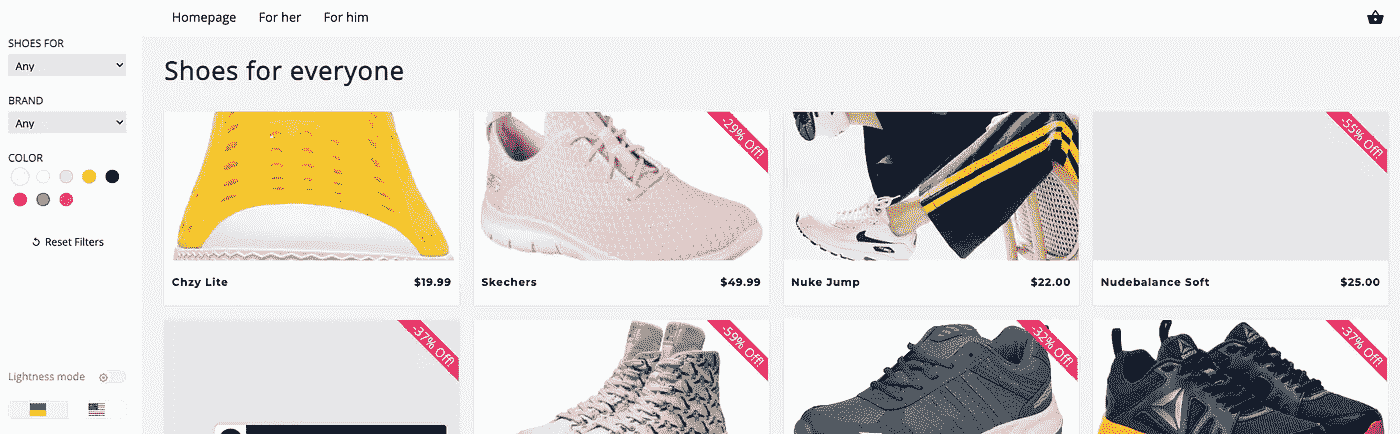 Homepage For her For him
SHOES FOR
Any
BRAND
Any
COLOR
Reset Filters
Lightness mode
Shoes for everyone
-29% Off!
-55% Off!
Chzy Lite $19.99
Skechers $49.99
Nuke Jump $22.00
Nudebalance Soft $25.00
-37% Off!
-59% Off!
-32% Off!
-37% Off!